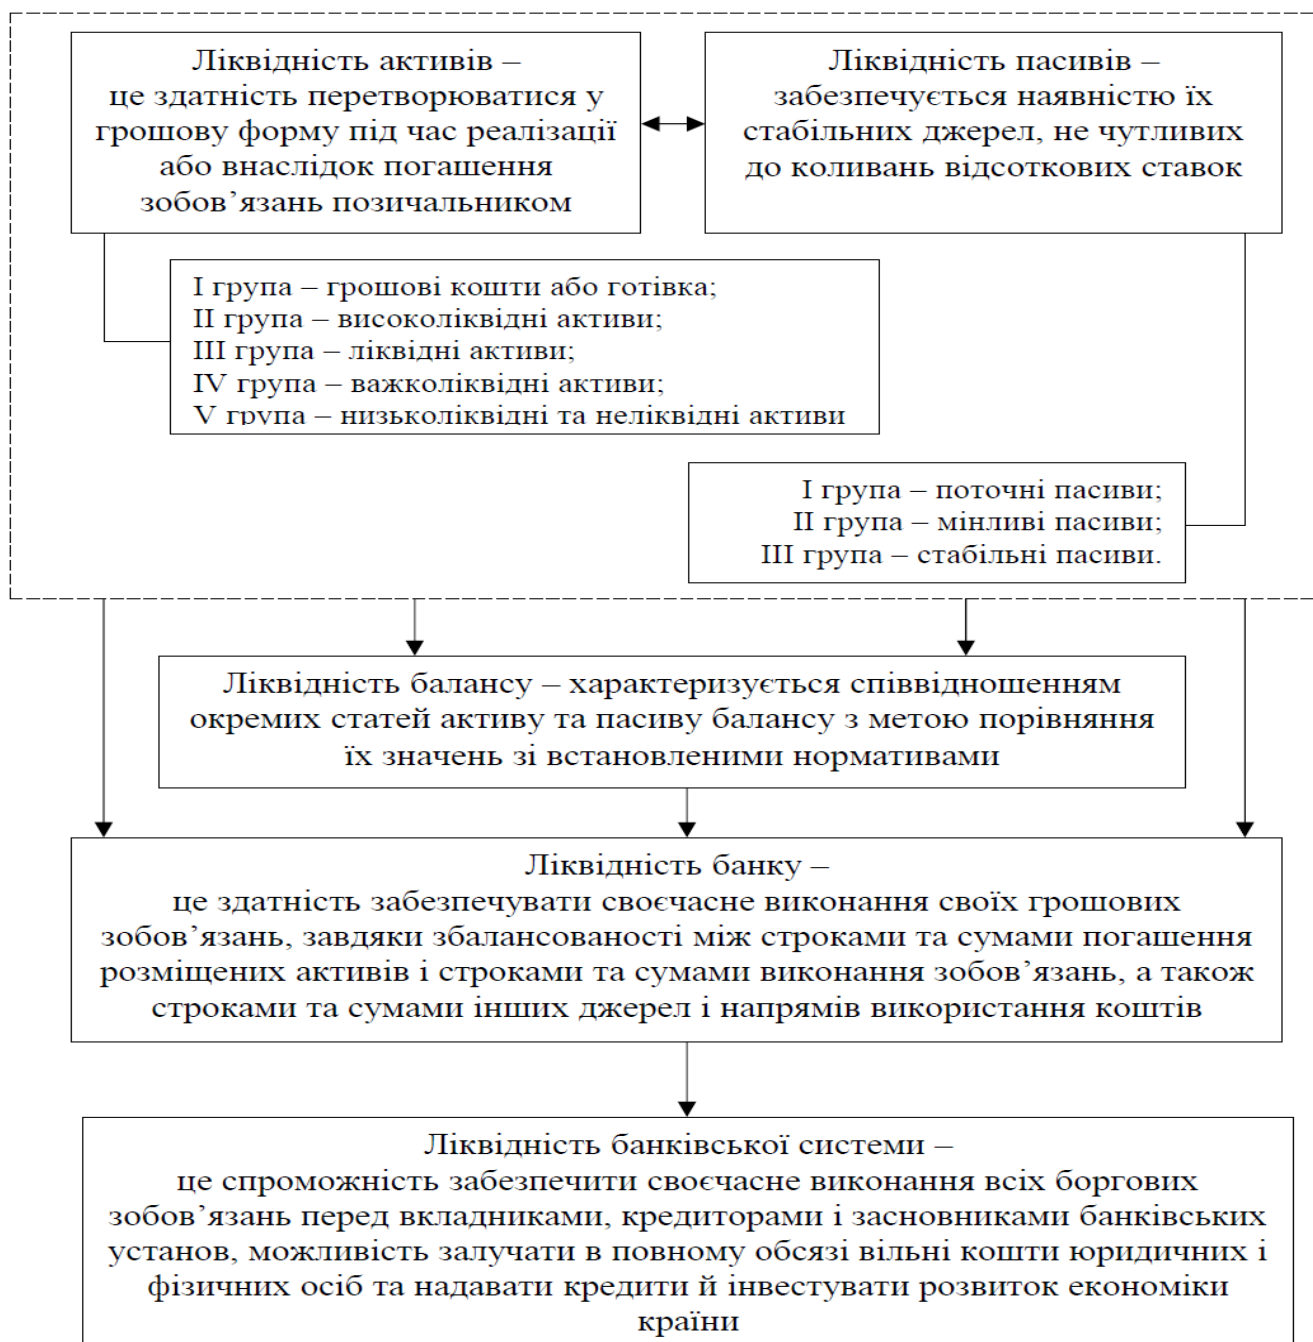 Ліквідність активів –
це здатність перетворюватися у
грошову форму під час реалізації
або внаслідок погашення
зобов’язань позичальником
Ліквідність пасивів –
забезпечується наявністю їх
стабільних джерел, не чутливих
до коливань відсоткових ставок
I група – грошові кошти або готівка;
II група – високоліквідні активи;
III група – ліквідні активи;
IV група – важколіквідні активи;
V група – низьколіквідні та неліквідні активи
I група – поточні пасиви;
II група – мінливі пасиви;
III група – стабільні пасиви.
Ліквідність балансу – характеризується співвідношенням
окремих статей активу та пасиву балансу з метою порівняння
їх значень зі встановленими нормативами
Ліквідність банку –
це здатність забезпечувати своєчасне виконання своїх грошових
зобов’язань, завдяки збалансованості між строками та сумами погашення
розміщених активів і строками та сумами виконання зобов’язань, а також
строками та сумами інших джерел і напрямів використання коштів
Ліквідність банківської системи –
це спроможність забезпечити своєчасне виконання всіх боргових
зобов’язань перед вкладниками, кредиторами і засновниками банківських
установ, можливість залучати в повному обсязі вільні кошти юридичних і
фізичних осіб та надавати кредити й інвестувати розвиток економіки
країни